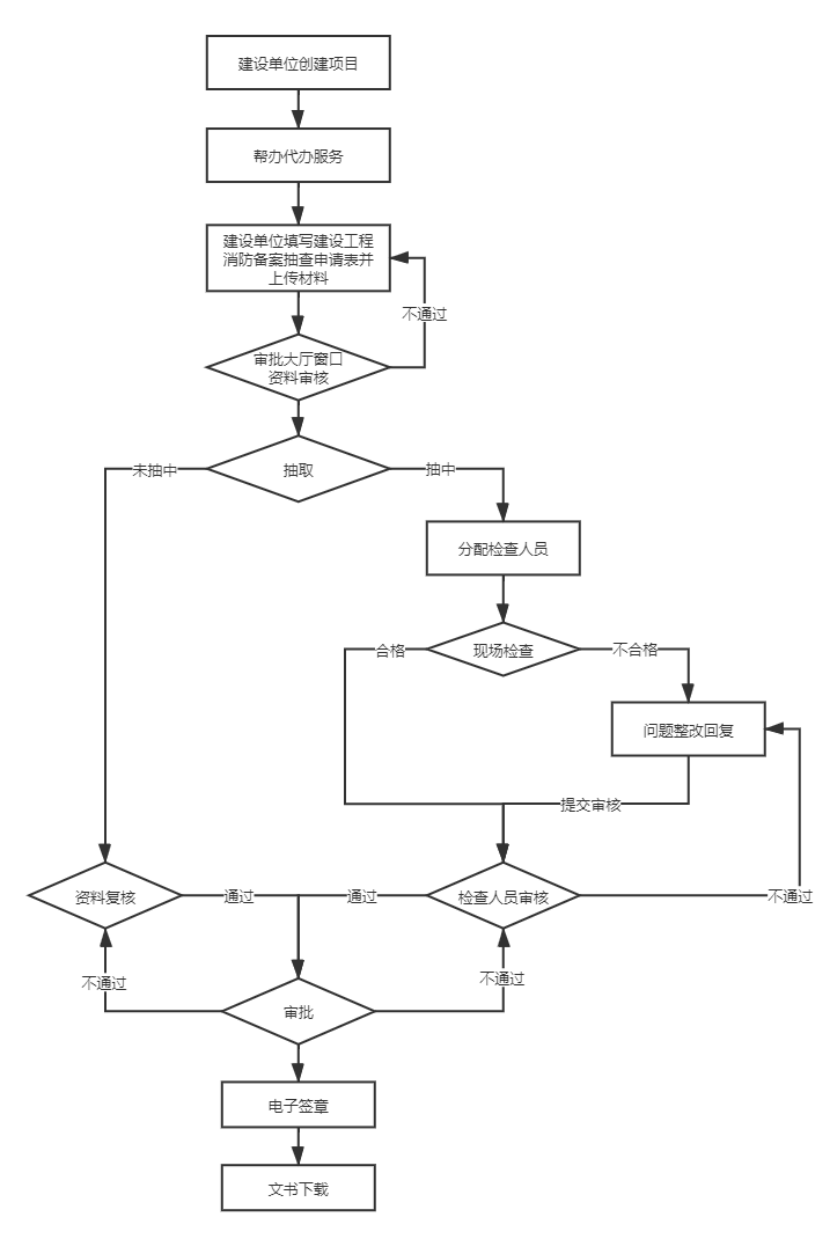 建设单位创建项目
帮办代办服务
建设单位填写建设工程
消防备案抽查申请表并
上传材料
不通过
审批大厅窗口
资料审核
未抽中
抽取
抽中
分配检查人员
合格
现场检查
不合格
问题整改回复
提交审核
资料复核
通过
通过
检查人员审核
不通过
不通过
不通过
审批
电子签章
文书下载